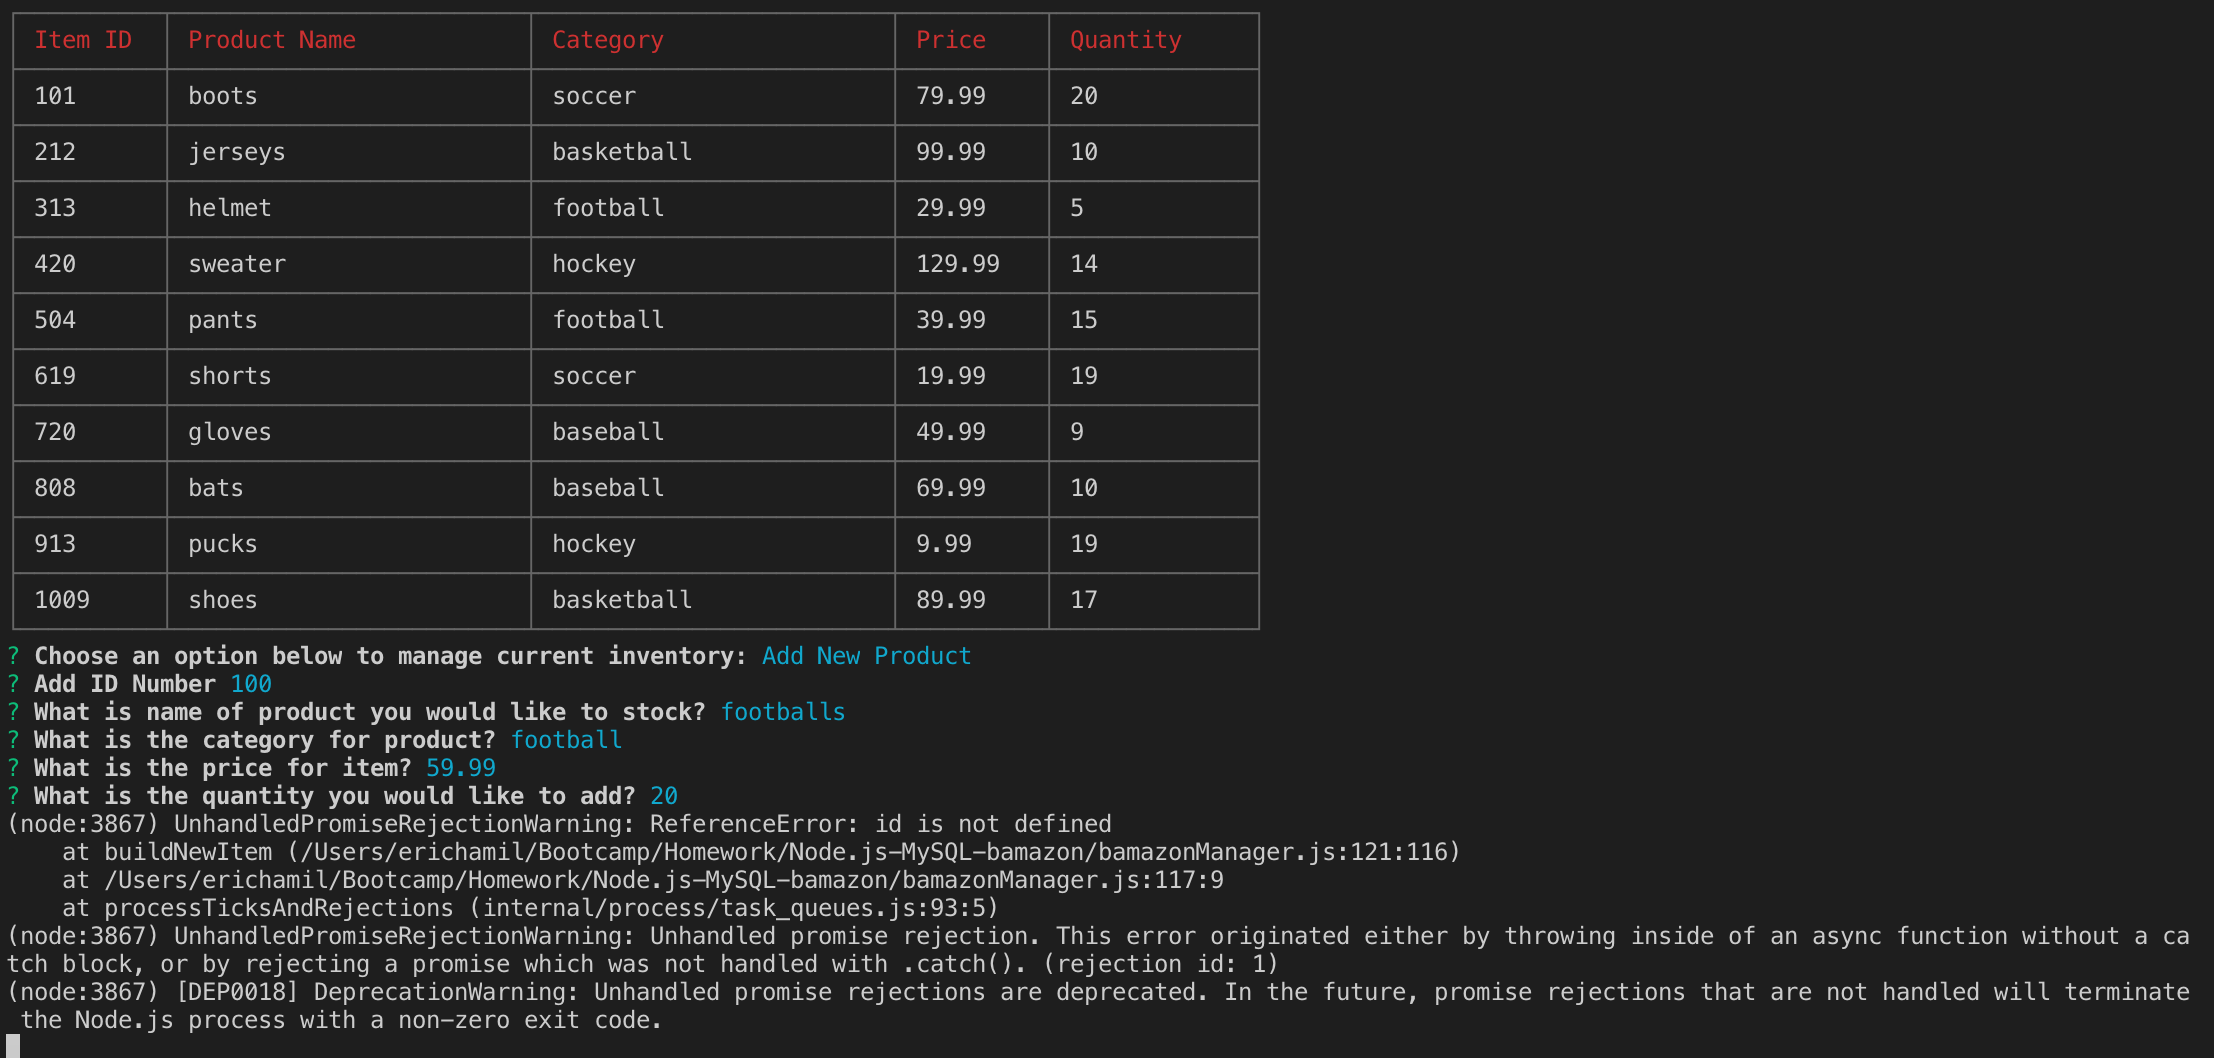 Item ID Product Name Category Price Quantity
101 boots soccer 79.99 20
212 jerseys basketball 99.99 10
313 helmet football 29.99 5
420 sweater hockey 129.99 14
504 pants football 39.99 15
619 shorts soccer 19.99 19
720 gloves baseball 49.99 9
808 bats baseball 69.99 10
913 pucks hockey 9.99 19
1009 shoes basketball 89.99 17
? Choose an option below to manage current inventory: Add New Product
? Add ID Number 100
? What is name of product you would like to stock? footballs
? What is the category for product? football
? What is the price for item? 59.99
? What is the quantity you would like to add? 20
(node:3867) UnhandledPromiseRejectionWarning: ReferenceError: id is not defined
    at buildNewItem (/Users/erichamil/Bootcamp/Homework/Node.js-MySQL-bamazon/bamazonManager.js:121:116)
    at /Users/erichamil/Bootcamp/Homework/Node.js-MySQL-bamazon/bamazonManager.js:117:9
    at processTicksAndRejections (internal/process/task_queues.js:93:5)
(node:3867) UnhandledPromiseRejectionWarning: Unhandled promise rejection. This error originated either by throwing inside of an async function without a ca
tch block, or by rejecting a promise which was not handled with .catch(). (rejection id: 1)
(node:3867) [DEP0018] DeprecationWarning: Unhandled promise rejections are deprecated. In the future, promise rejections that are not handled will terminate
 the Node.js process with a non-zero exit code.